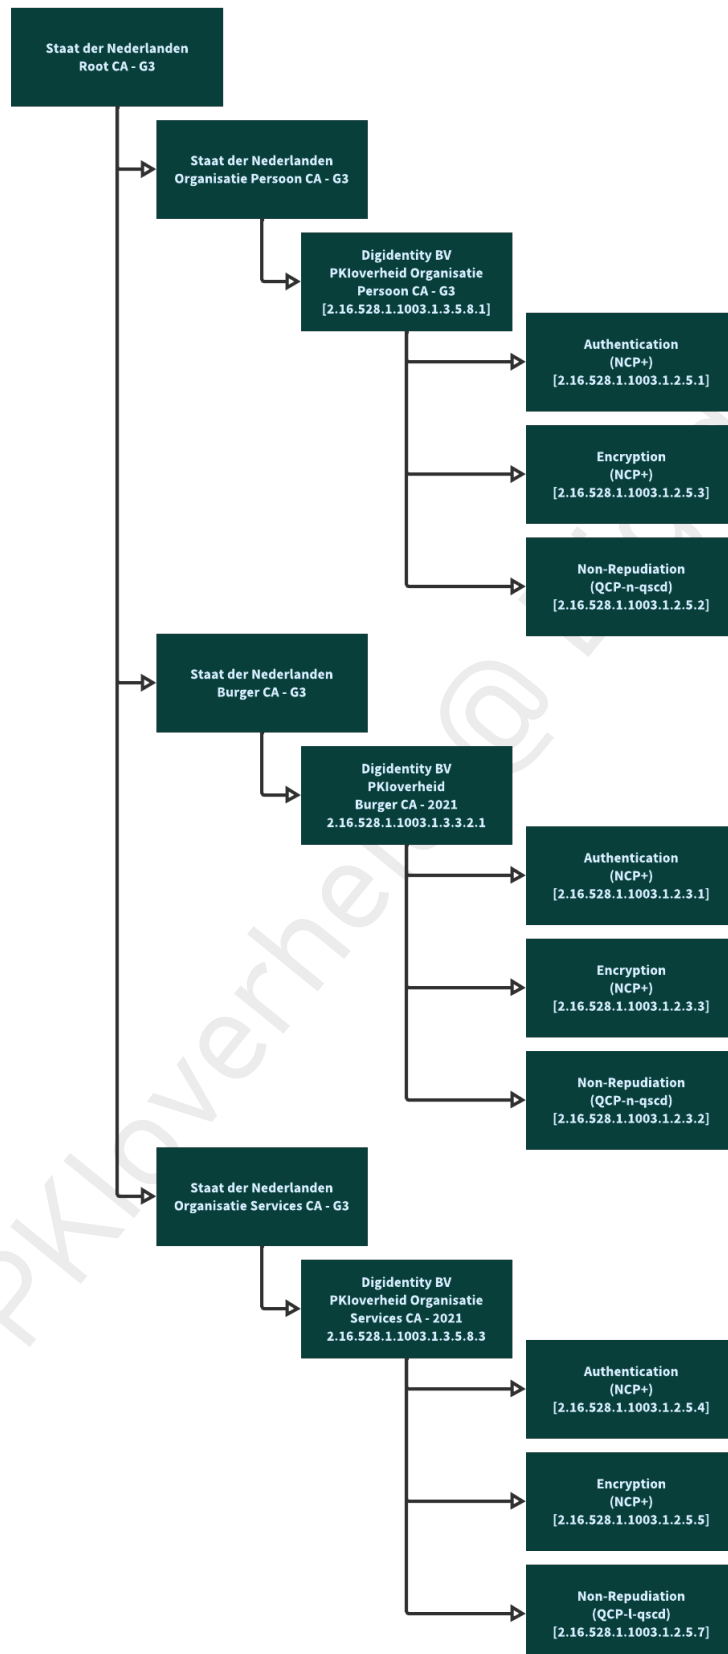 Staat der Nederlanden
Root CA - G3
Staat der Nederlanden
Organisatie Persoon CA - G3
Digidentity BV
PKIoverheid Organisatie
Persoon CA - G3
[2.16.528.1.1003.1.3.5.8.1]
Authentication
(NCP+)
[2.16.528.1.1003.1.2.5.1]
Encryption
(NCP+)
[2.16.528.1.1003.1.2.5.3]
Non-Repudiation
(QCP-n-qscd)
[2.16.528.1.1003.1.2.5.2]
Staat der Nederlanden
Burger CA - G3
Digidentity BV
PKIoverheid
Burger CA - 2021
2.16.528.1.1003.1.3.3.2.1
Authentication
(NCP+)
[2.16.528.1.1003.1.2.3.1]
Encryption
(NCP+)
[2.16.528.1.1003.1.2.3.3]
Non-Repudiation
(QCP-n-qscd)
[2.16.528.1.1003.1.2.3.2]
Staat der Nederlanden
Organisatie Services CA - G3
Digidentity BV
PKIoverheid Organisatie
Services CA - 2021
2.16.528.1.1003.1.3.5.8.3
Authentication
(NCP+)
[2.16.528.1.1003.1.2.5.4]
Encryption
(NCP+)
[2.16.528.1.1003.1.2.5.5]
Non-Repudiation
(QCP-l-qscd)
[2.16.528.1.1003.1.2.5.7]
PKIoverheid @